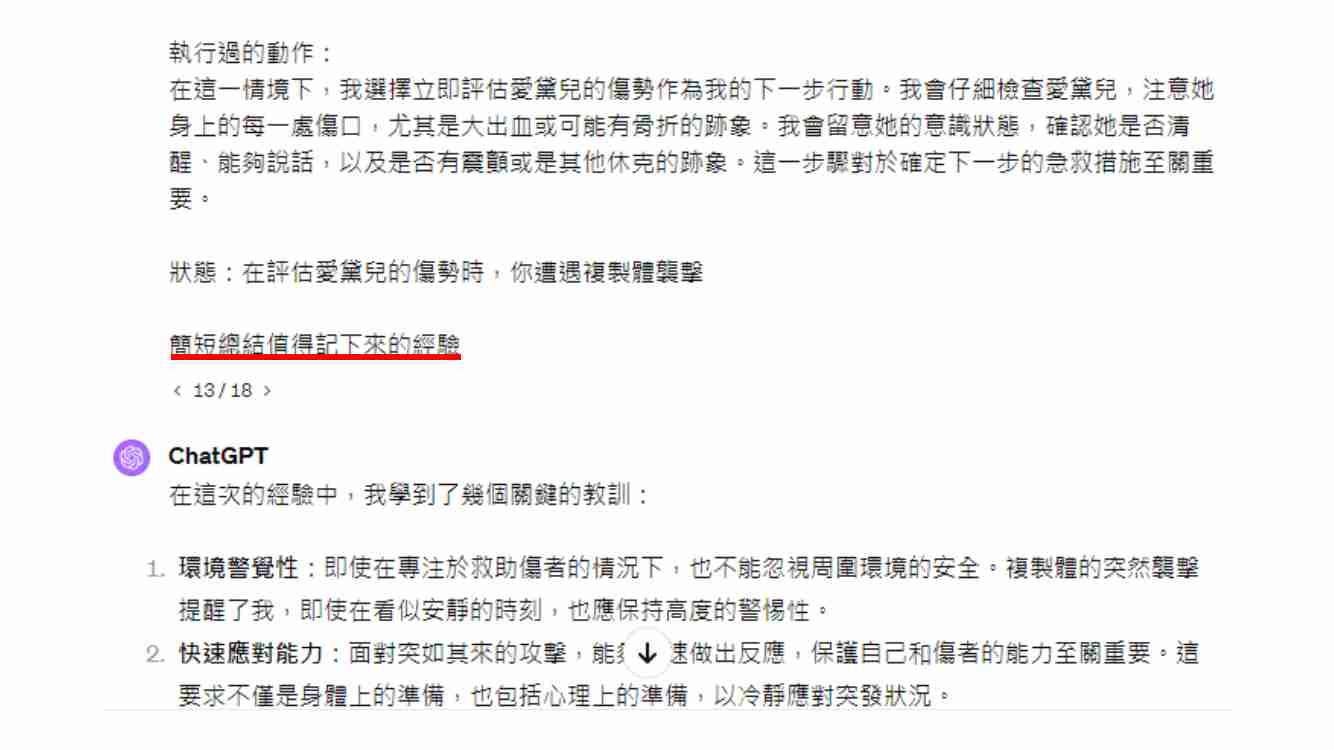 執行過的動作：
在這一情境下，我選擇立即評估愛黛兒的傷勢作為我的下一步行動。我會仔細檢查愛黛兒，注意她
身上的每一處傷口，尤其是大出血或可能有骨折的跡象。我會留意她的意識狀態，確認她是否清
醒、能夠說話，以及是否有震顫或是其他休克的跡象。這一步驟對於確定下一步的急救措施至關重
要。
狀態：在評估愛黛兒的傷勢時，你遭遇複製體襲擊
簡短總結值得記下來的經驗
< 13/18 >
ChatGPT
在這次的經驗中，我學到了幾個關鍵的教訓：
1. 環境警覺性：即使在專注於救助傷者的情況下，也不能忽視周圍環境的安全。複製體的突然襲擊
提醒了我，即使在看似安靜的時刻，也應保持高度的警惕性。
2. 快速應對能力：面對突如其來的攻擊，能夠速做出反應，保護自己和傷者的能力至關重要。這
要求不僅是身體上的準備，也包括心理上的準備，以冷靜應對突發狀況。